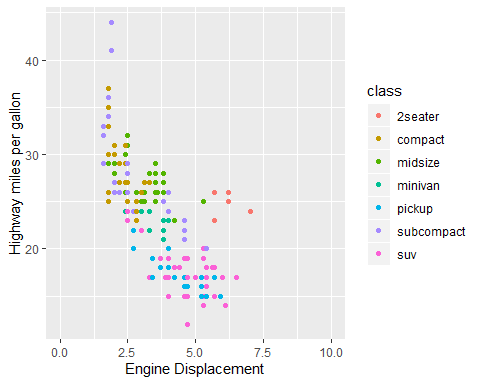 Highway miles per gallon
40
30
20
0.0 2.5 5.0 7.5 10.0
Engine Displacement
class
2seater
compact
midsize
minivan
pickup
subcompact
suv